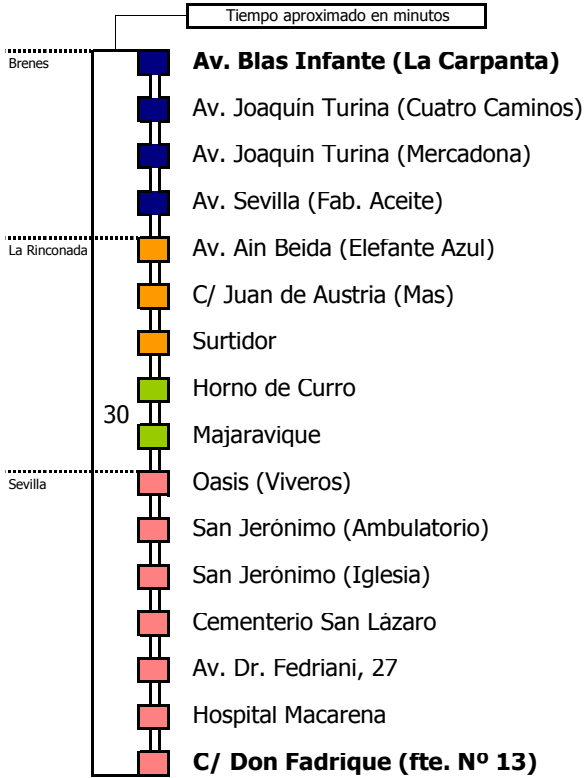 Tiempo aproximado en minutos
Brenes
Av. Blas Infante (La Carpanta)
Av. Joaquín Turina (Cuatro Caminos)
Av. Joaquín Turina (Mercadona)
Av. Sevilla (Fab. Aceite)
La Rinconada
Av. Ain Beida (Elefante Azul)
C/ Juan de Austria (Mas)
Surtidor
Horno de Curro
30
Majaravique
Sevilla
Oasis (Viveros)
San Jerónimo (Ambulatorio)
San Jerónimo (Iglesia)
Cementerio San Lázaro
Av. Dr. Fedriani, 27
Hospital Macarena
C/ Don Fadrique (fte. Nº 13)